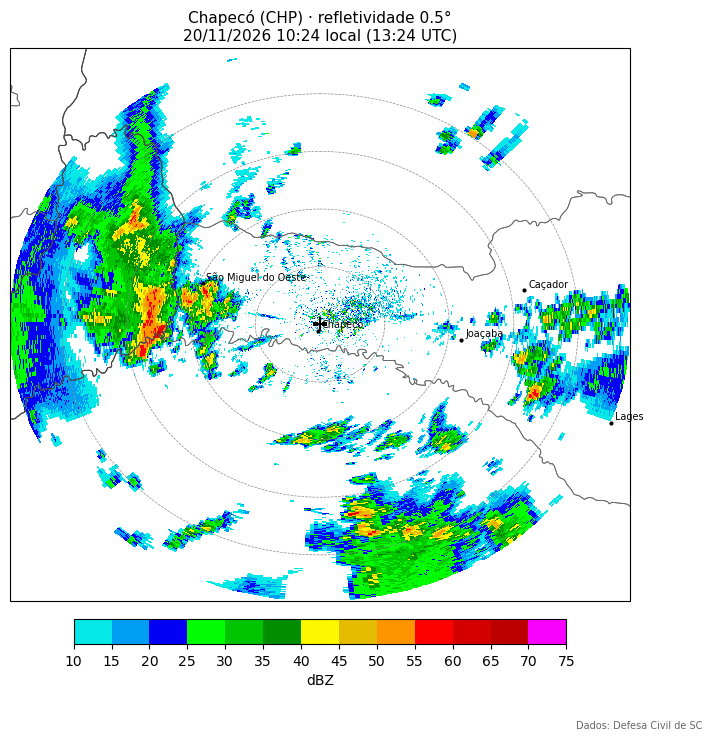 Chapecó (CHP) · refletividade 0.5°
20/11/2026 10:24 local (13:24 UTC)
São Miguel do Oeste
Caçador
Chapecó
Joaçaba
Lages
10 15 20 25 30 35 40 45 50 55 60 65 70 75
dBZ
Dados: Defesa Civil de SC